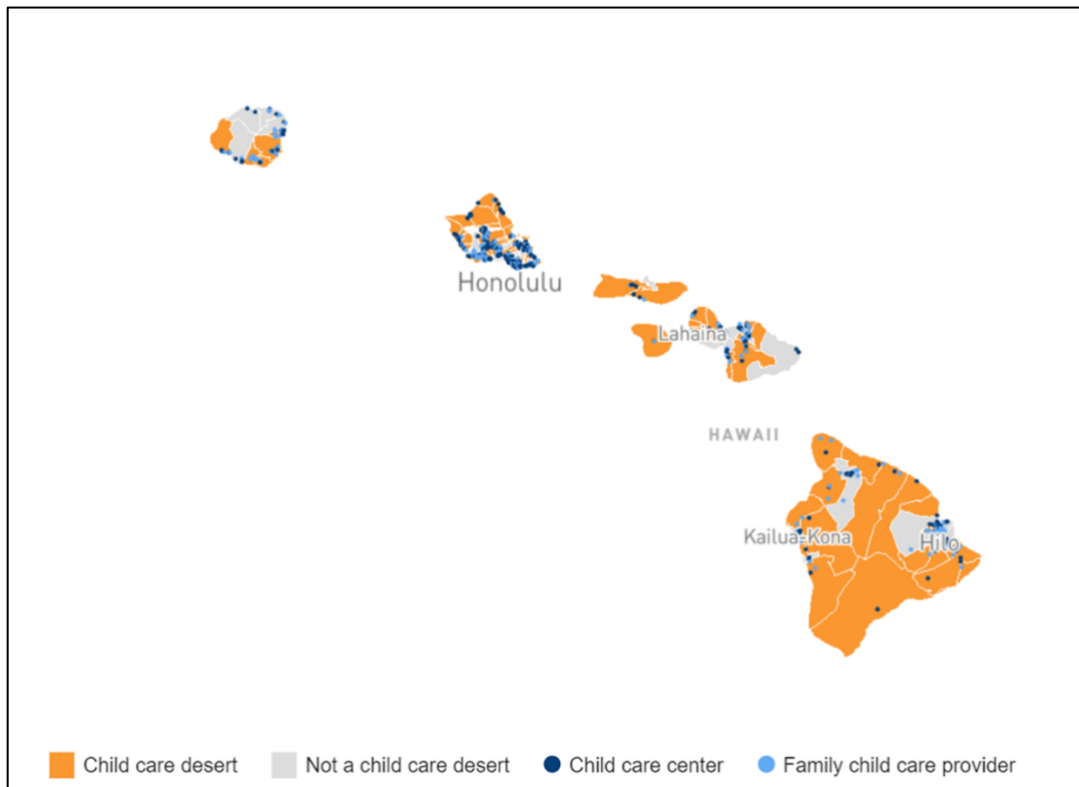 Honolulu
Lahaina
HAWAII
Kailua-Kona
Hilo
Child care desert
Not a child care desert
Child care center
Family child care provider